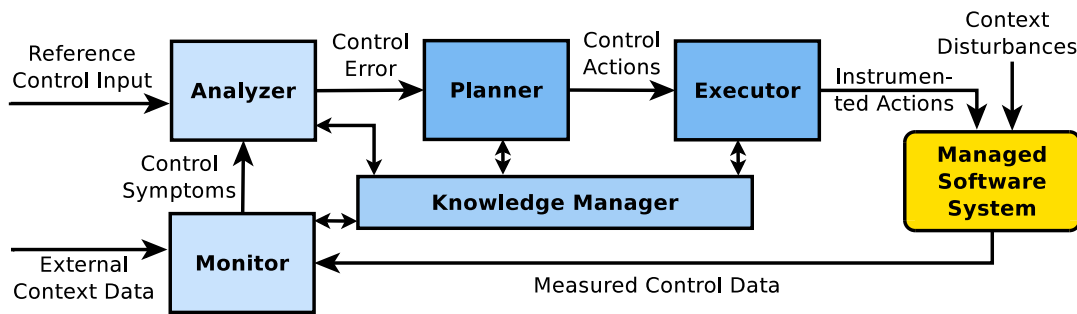 Reference
Control Input
Analyzer
Control
Error
Planner
Control
Actions
Executor
Instrumen-
ted Actions
Context
Disturbances
Managed
Software
System
Control
Symptoms
Knowledge Manager
External
Context Data
Monitor
Measured Control Data